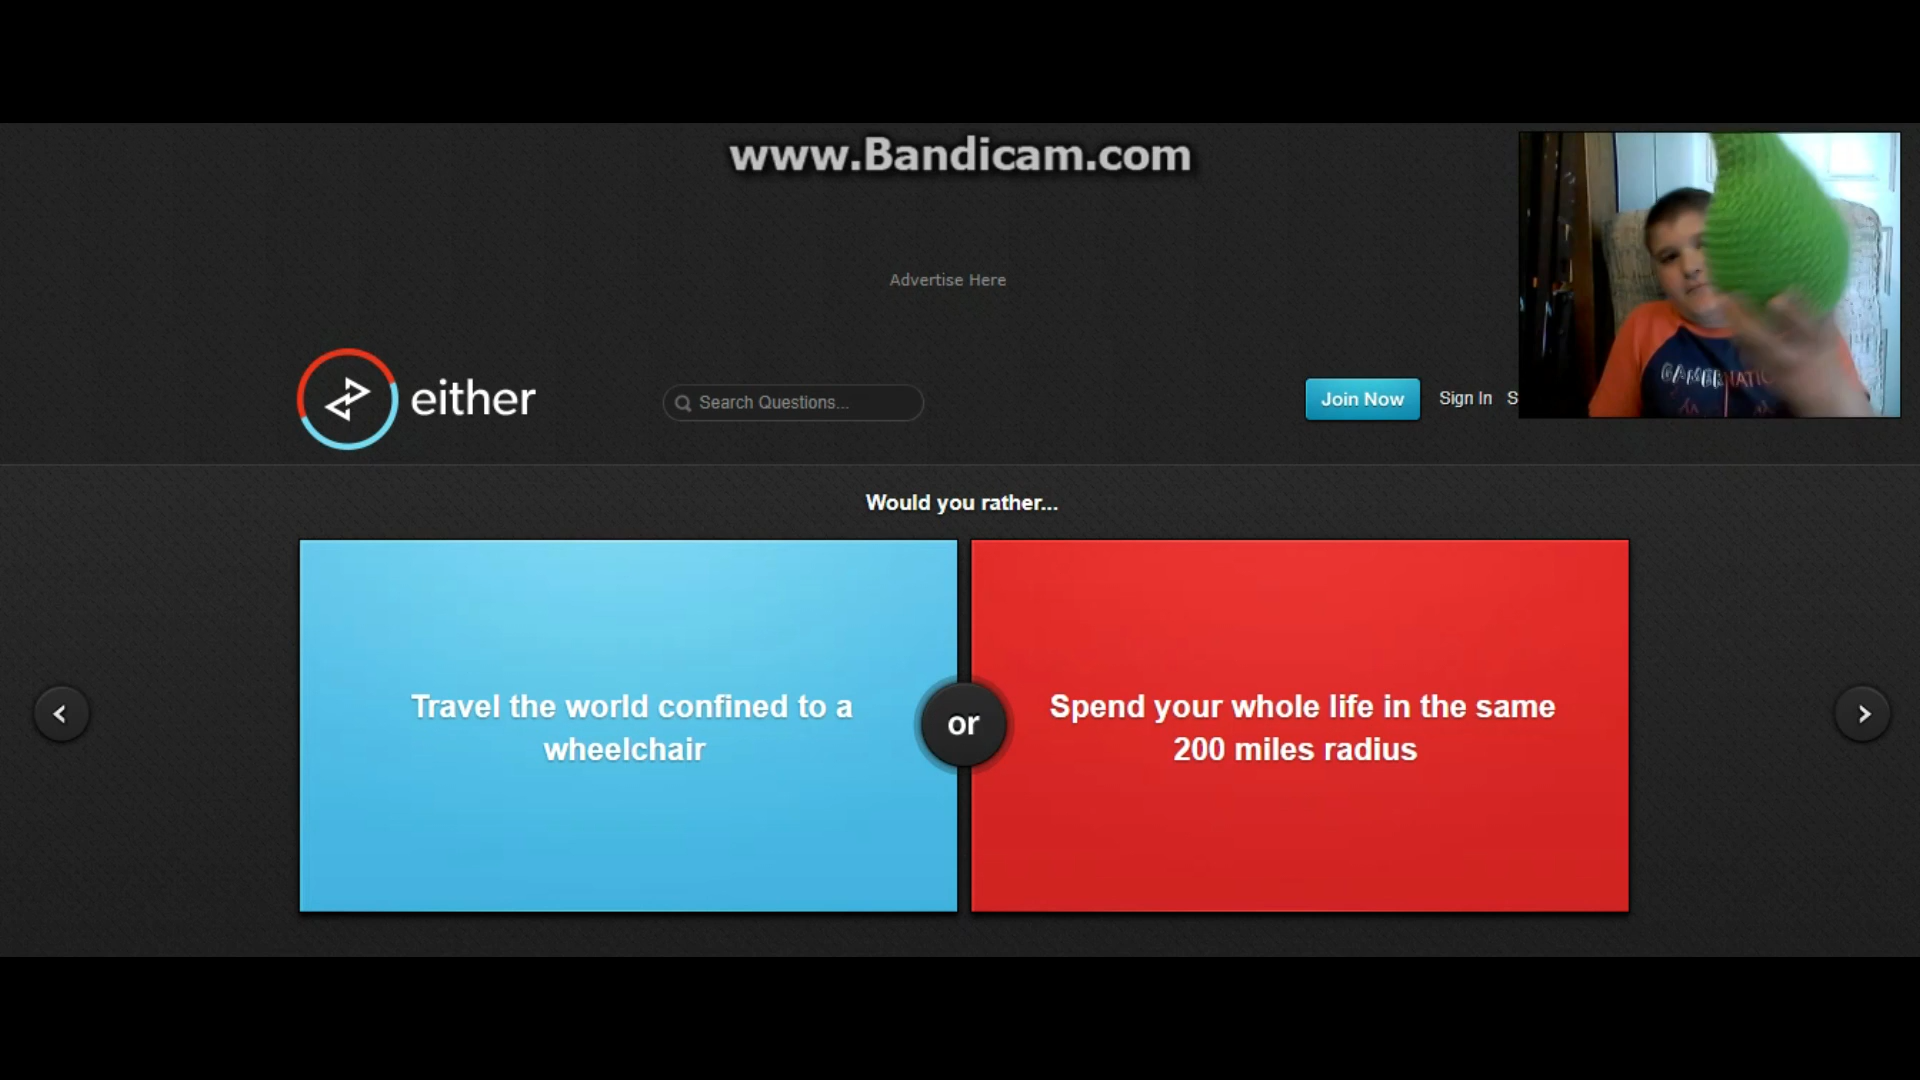 www.Bandicam.com
Advertise Here
either
Search Questions...
Join Now
Sign In
S
Would you rather...
Travel the world confined to a
wheelchair
or
Spend your whole life in the same
200 miles radius